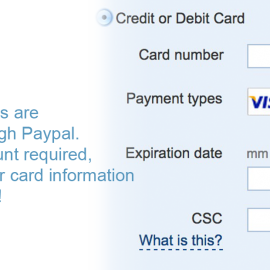 Credit or Debit Card
Card number
s are
gh Paypal.
unt required,
r card information
!
Payment types
Expiration date
mm
CSC
What is this?